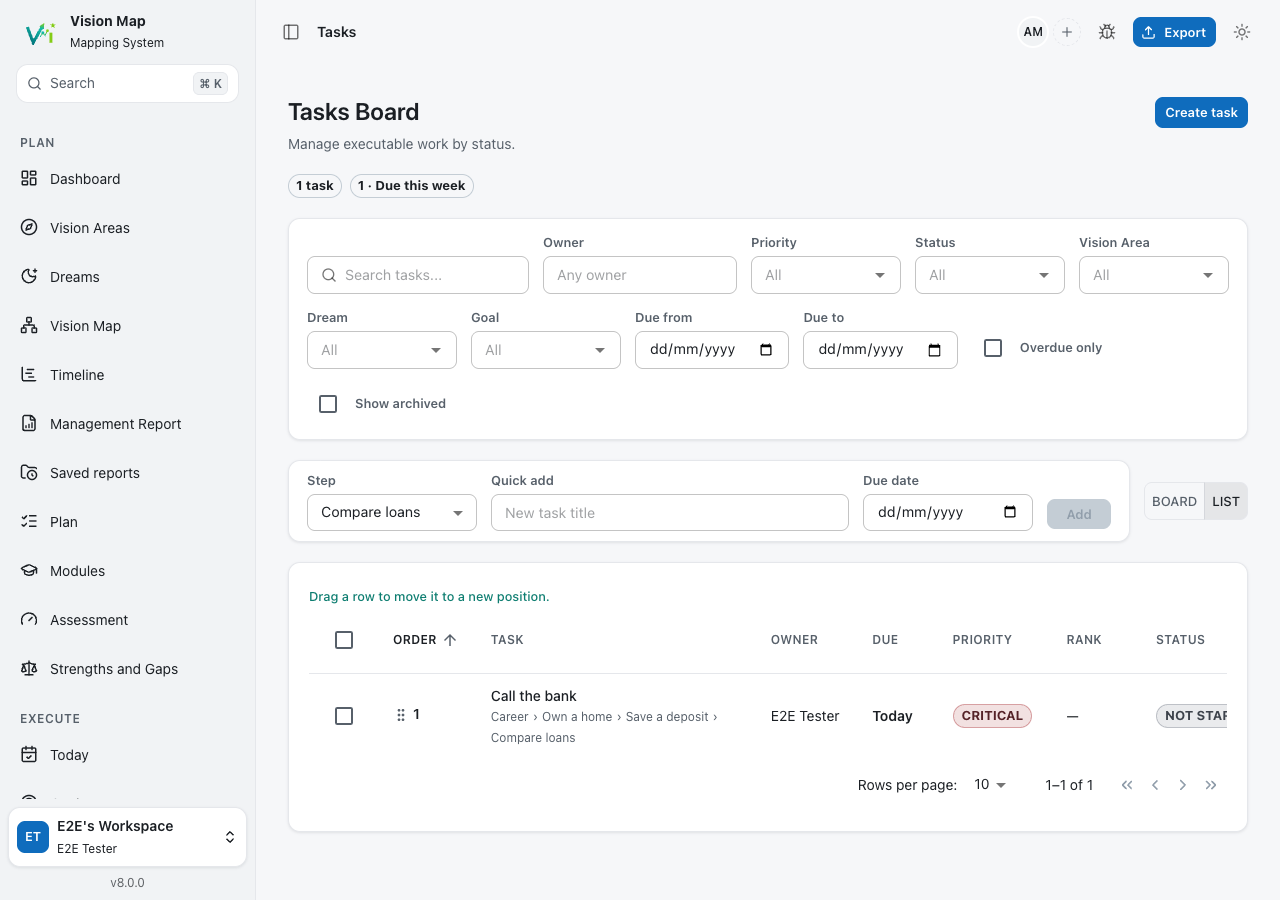 Vision Map
Mapping System
Search
⌘ K
PLAN
Dashboard
Vision Areas
Dreams
Vision Map
Timeline
Management Report
Saved reports
Plan
Modules
Assessment
Strengths and Gaps
EXECUTE
Today
ET
E2E's Workspace
E2E Tester
v8.0.0
Tasks
AM
Export
Tasks Board
Create task
Manage executable work by status.
1 task
1 · Due this week
Owner
Priority
Status
Vision Area
Search tasks...
Any owner
All
All
All
Dream
Goal
Due from
Due to
All
All
dd/mm/yyyy
dd/mm/yyyy
Overdue only
Show archived
Step
Quick add
Due date
Compare loans
New task title
dd/mm/yyyy
Add
BOARD
LIST
Drag a row to move it to a new position.
ORDER
TASK
OWNER
DUE
PRIORITY
RANK
STATUS
1
Call the bank
Career › Own a home › Save a deposit ›
Compare loans
E2E Tester
Today
CRITICAL
—
NOT STAR
Rows per page:
10
1–1 of 1